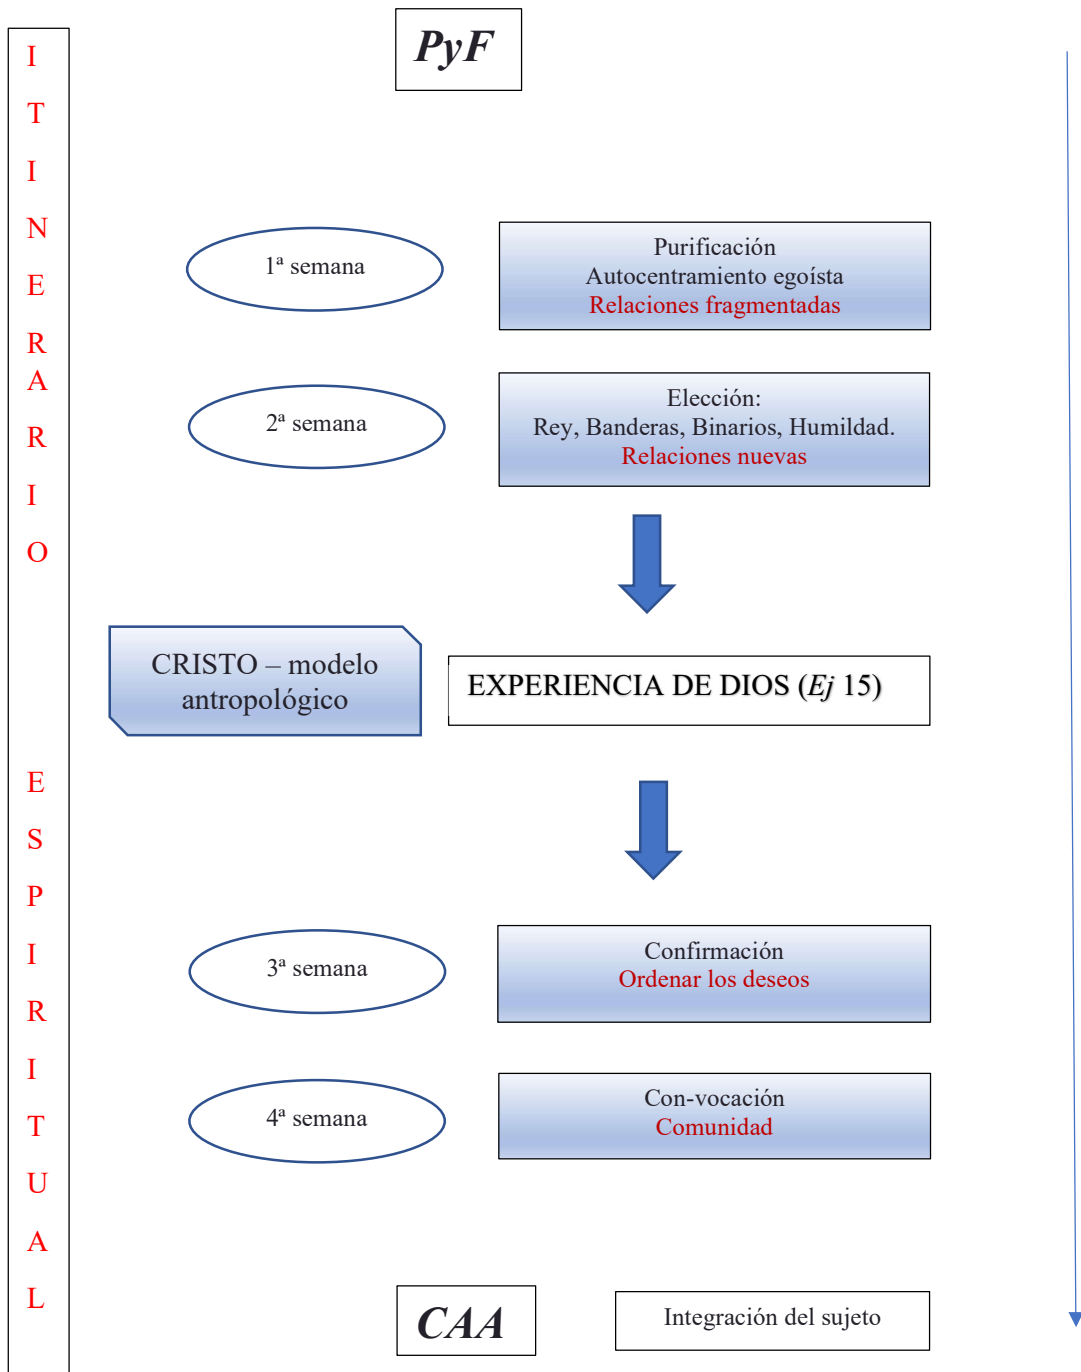 ITINERARIO ESPIRITUAL
PyF
1ª semana
Purificación
Autocentramiento egoísta
Relaciones fragmentadas
2ª semana
Elección:
Rey, Banderas, Binarios, Humildad.
Relaciones nuevas
CRISTO – modelo
antropológico
EXPERIENCIA DE DIOS (Ej 15)
3ª semana
Confirmación
Ordenar los deseos
4ª semana
Con-vocación
Comunidad
CAA
Integración del sujeto